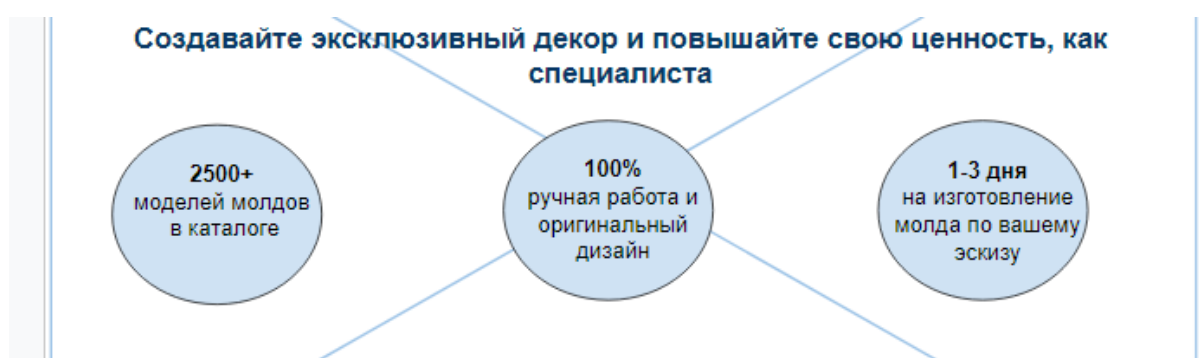 Создавайте эксклюзивный декор и повышайте свою ценность, как
специалиста
2500+
моделей молдов
в каталоге
100%
ручная работа и
оригинальный
дизайн
1-3 дня
на изготовление
молда по вашему
эскизу